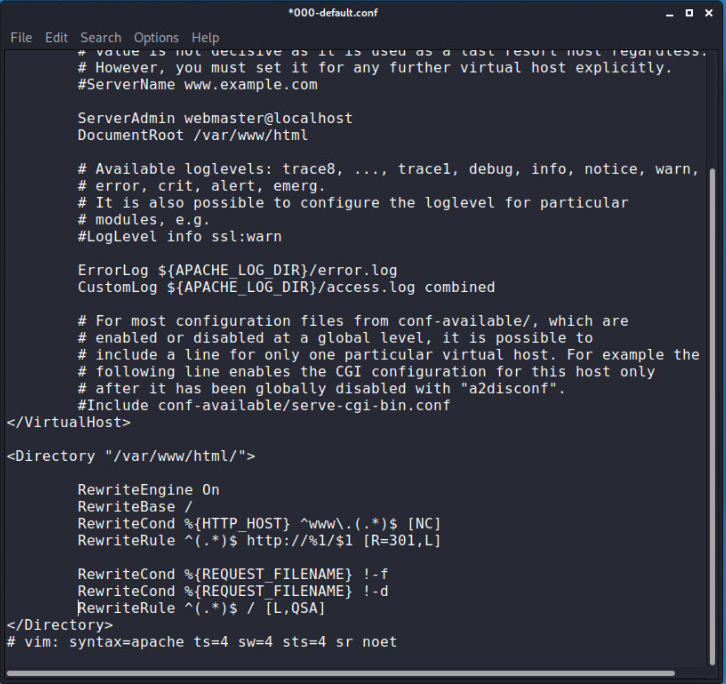 *000-default.conf
File Edit Search Options Help
# value is not decisive as it is used as a last resort host regardless.
# However, you must set it for any further virtual host explicitly.
#ServerName www.example.com
ServerAdmin webmaster@localhost
DocumentRoot /var/www/html
# Available loglevels: trace8, ..., trace1, debug, info, notice, warn,
# error, crit, alert, emerg.
# It is also possible to configure the loglevel for particular
# modules, e.g.
#LogLevel info ssl:warn
ErrorLog ${APACHE_LOG_DIR}/error.log
CustomLog ${APACHE_LOG_DIR}/access.log combined
# For most configuration files from conf-available/, which are
# enabled or disabled at a global level, it is possible to
# include a line for only one particular virtual host. For example the
# following line enables the CGI configuration for this host only
# after it has been globally disabled with "a2disconf".
#Include conf-available/serve-cgi-bin.conf
</VirtualHost>
<Directory "/var/www/html/">
RewriteEngine On
RewriteBase /
RewriteCond %{HTTP_HOST} ^www\.(.*)$ [NC]
RewriteRule ^(.*)$ http://%1/$1 [R=301,L]
RewriteCond %{REQUEST_FILENAME} !-f
RewriteCond %{REQUEST_FILENAME} !-d
RewriteRule ^(.*)$ / [L,QSA]
</Directory>
# vim: syntax=apache ts=4 sw=4 sts=4 sr noet